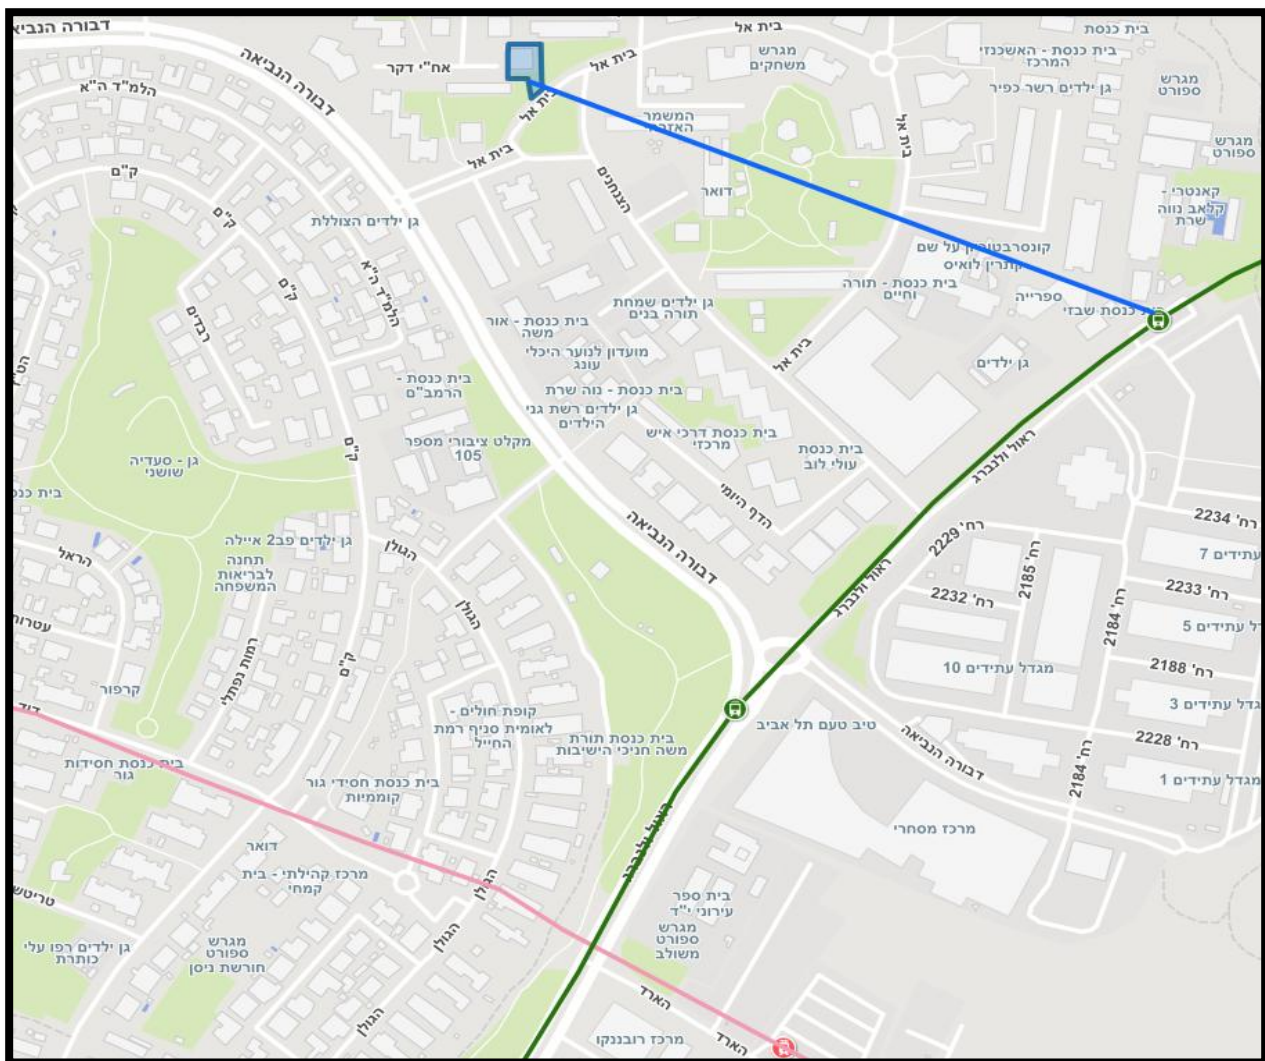 דבורה הנביאה
בית אל
בית כנסת
דבורה הנביאה
בית אל
מגרש
משחקים
בית כנסת - האשכנזי
המרכז
אח"י דקר
מגרש
ספורט
הלמ"ד ה"א
גן ילדים רשר כפיר
בית אל
המשמר
האזרחי
בית אל
מגרש
ספורט
בית אל
ק"ם
הצנחנים
דואר
קאנטרי -
קלאב נווה
שרת
ק"ם
גן ילדים הצוללת
קונסרבטוריון על שם
קתרין לואיס
ק"ם
הלמ"ד ה"א
בית כנסת - תורה
וחיים
ספרייה
בית כנסת שבזי
רבדים
גן ילדים שמחת
תורה בנים
בית כנסת - אור
משה
מועדון לנוער היכלי
עונג
בית אל
גן ילדים
בית כנסת -
הרמב"ם
בית כנסת - נוה שרת
גן ילדים רשת גני
הילדים
בית כנסת דרכי איש
מרכזי
ראול ולנברג
מקלט ציבורי מספר
105
בית כנסת
עולי לוב
ק"ם
גן - סעדיה
שושני
הדף היומי
רח' 2234
דבורה הנביאה
רח' 2229
גן ילדים פב2 איילה
הגולן
הראל
תחנה
לבריאות
המשפחה
עתידים 7
רח' 2185
ראול ולנברג
רח' 2233
רח' 2232
הגולן
רח' 2184
עתידים 5
רמות נפתלי
ק"ם
רח' 2188
מגדל עתידים 10
קרפור
מגדל עתידים 3
דוד
קופת חולים -
לאומית סניף רמת
החייל
טיב טעם תל אביב
רח' 2228
בית כנסת תורת
משה חניכי הישיבות
דבורה הנביאה
בית כנסת חסידות
גור
רח' 2184
מגדל עתידים 1
בית כנסת חסידי גור
קוממיות
ראול ולנברג
מרכז מסחרי
דואר
מרכז קהילתי - בית
קמחי
הגולן
בית ספר
עירוני י"ד
מגרש
ספורט
משולב
הגולן
גן ילדים רפו עלי
כותרת
מגרש
ספורט
חורשת ניסן
הארד
הגולן
מרכז רובננקו
הארד